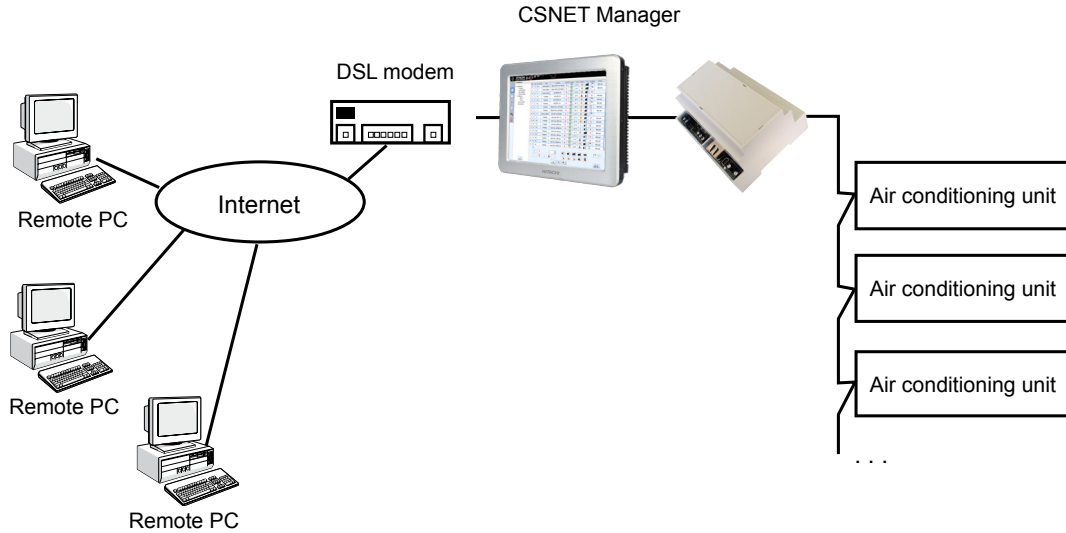 CSNET Manager
DSL modem
Remote PC
Internet
Air conditioning unit
Air conditioning unit
Remote PC
Air conditioning unit
. . .
Remote PC
HITACHI